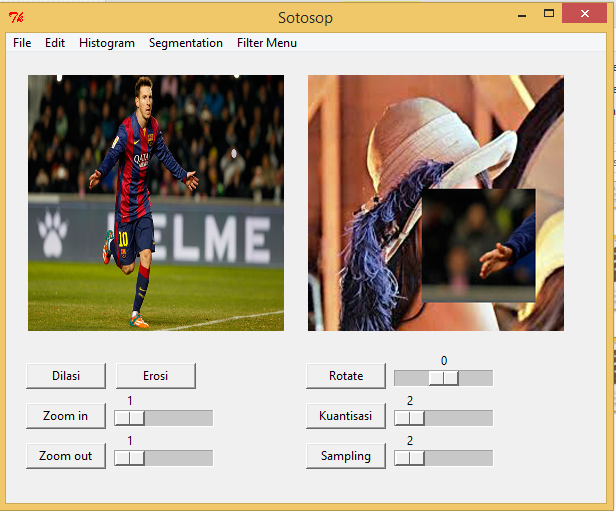 Sotosop
File Edit Histogram Segmentation Filter Menu
QATAR
10
ELME
Dilasi Erosi
Zoom in 1
Zoom out 1
Rotate 0
Kuantisasi 2
Sampling 2